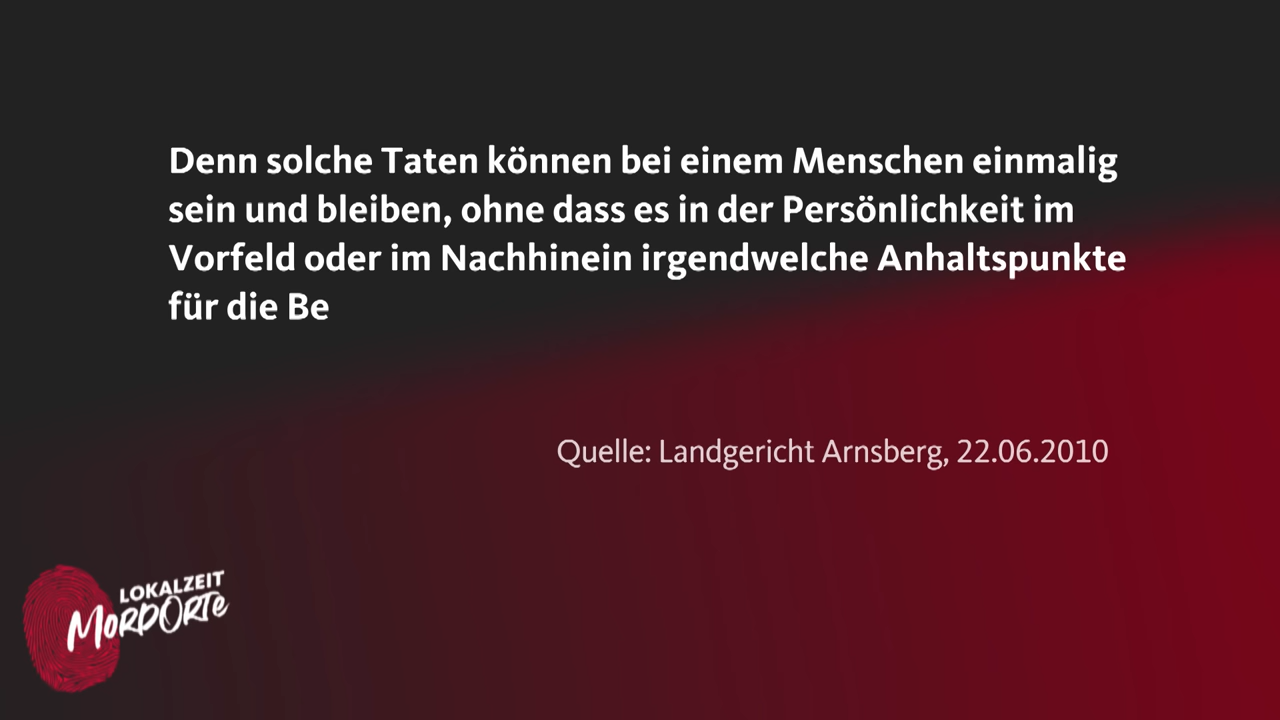 Denn solche Taten können bei einem Menschen einmalig
sein und bleiben, ohne dass es in der Persönlichkeit im
Vorfeld oder im Nachhinein irgendwelche Anhaltspunkte
für die Be
Quelle: Landgericht Arnsberg, 22.06.2010
LOKALZEIT
MORDORTE